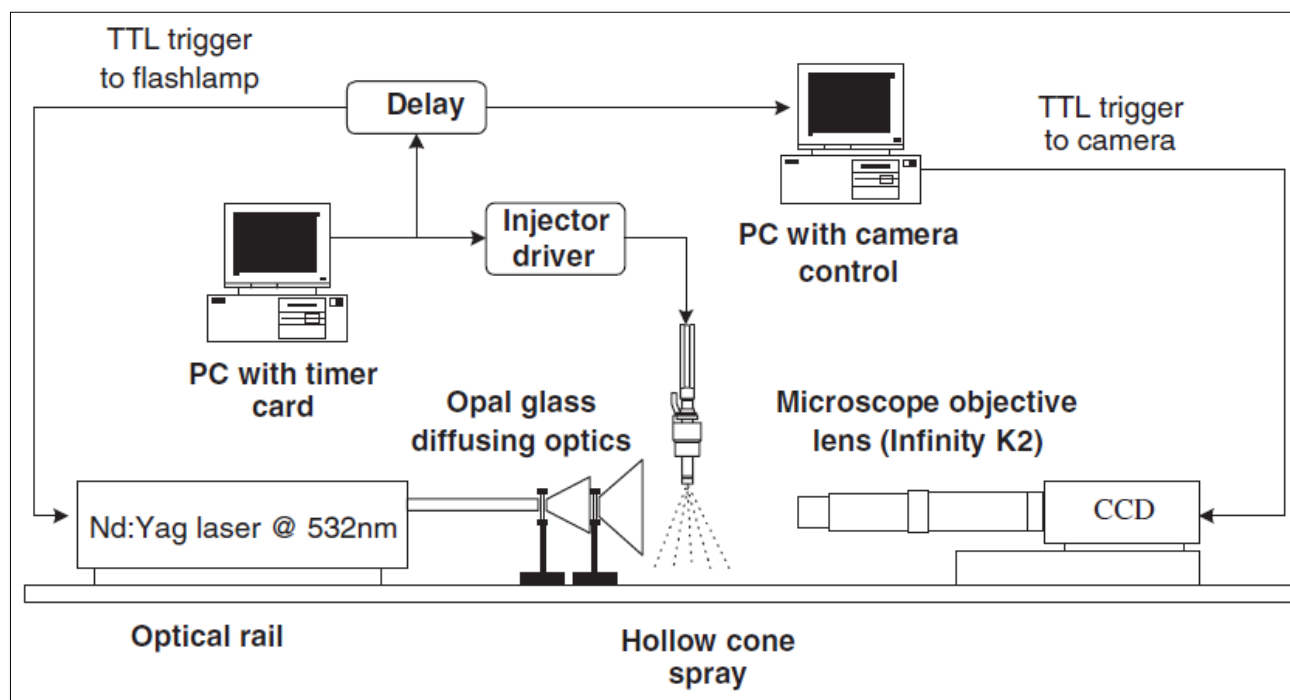 TTL trigger
to flashlamp
Delay
TTL trigger
to camera
Injector
driver
PC with camera
control
PC with timer
card
Opal glass
diffusing optics
Microscope objective
lens (Infinity K2)
Nd:Yag laser @ 532nm
CCD
Optical rail
Hollow cone
spray